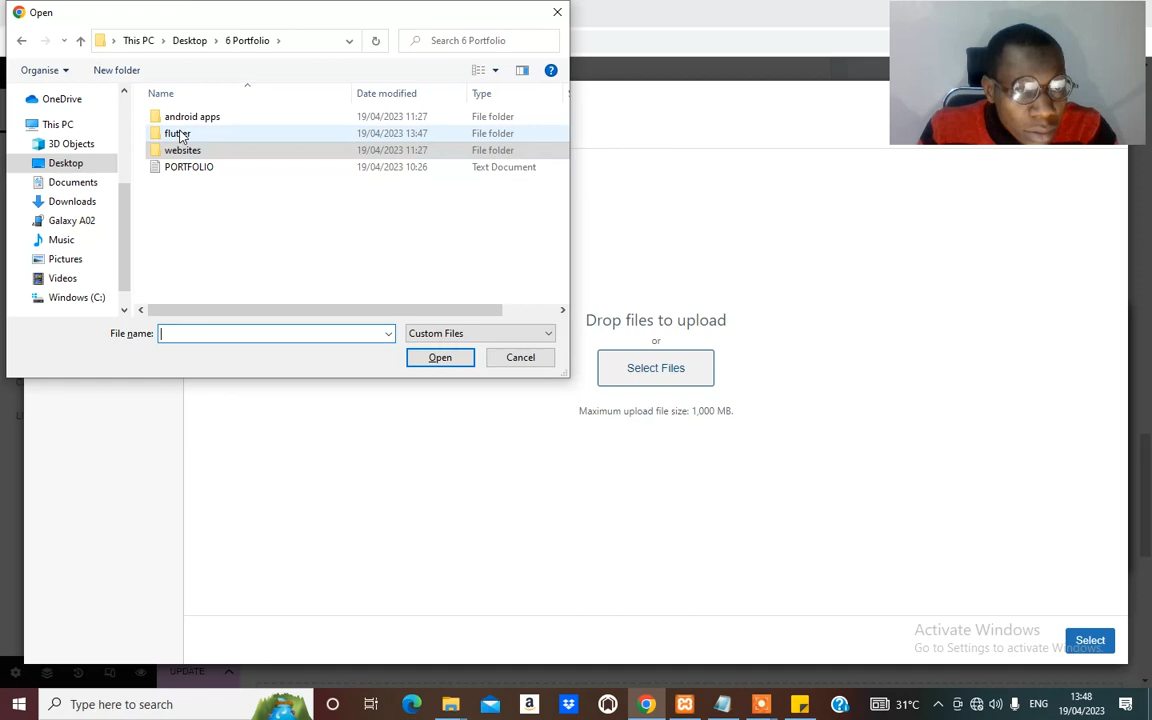 Open
This PC > Desktop > 6 Portfolio >
Search 6 Portfolio
Organise
New folder
Name Date modified Type
OneDrive
This PC
3D Objects
Desktop
Documents
Downloads
Galaxy A02
Music
Pictures
Videos
Windows (C:)
android apps 19/04/2023 11:27 File folder
flutter 19/04/2023 13:47 File folder
websites 19/04/2023 11:27 File folder
PORTFOLIO 19/04/2023 10:26 Text Document
File name:
Custom Files
Open
Cancel
Drop files to upload
or
Select Files
Maximum upload file size: 1,000 MB.
Activate Windows
Go to Settings to activate Windows.
Select
UPDATE
Type here to search
31°C
ENG
13:48
19/04/2023